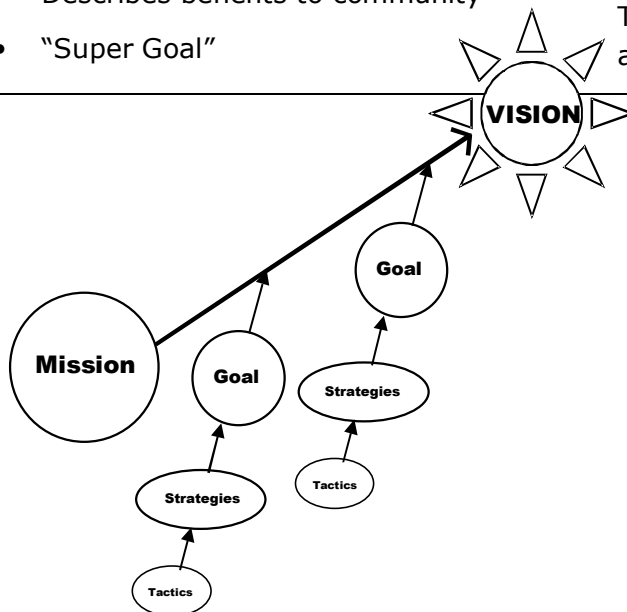 Describes benefits to community
• “Super Goal”
VISION
Goal
Mission
Goal
Strategies
Strategies
Tactics
Tactics